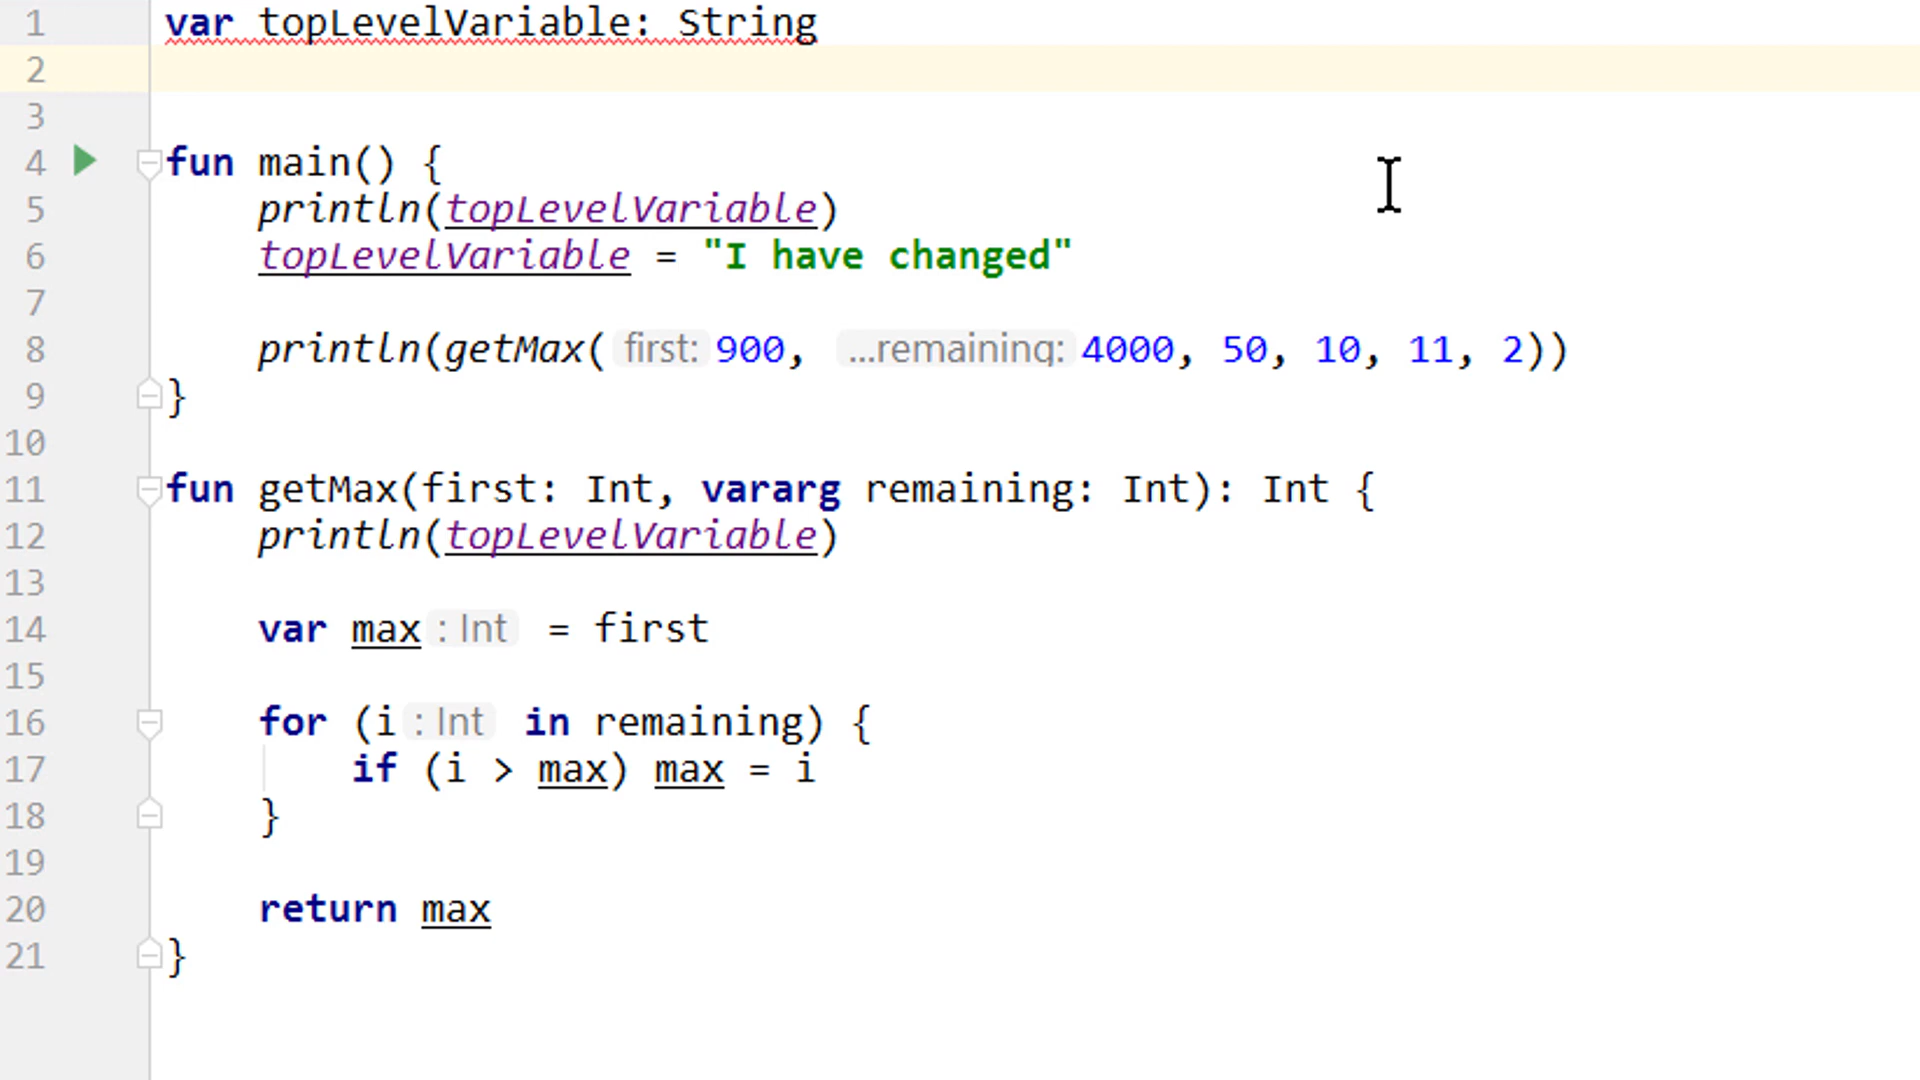 1 var topLevelVariable: String
2
3
4 fun main() {
5 println(topLevelVariable)
6 topLevelVariable = "I have changed"
7
8 println(getMax( first: 900, ...remaining: 4000, 50, 10, 11, 2))
9 }
10
11 fun getMax(first: Int, vararg remaining: Int): Int {
12 println(topLevelVariable)
13
14 var max : Int = first
15
16 for (i : Int in remaining) {
17 if (i > max) max = i
18 }
19
20 return max
21 }